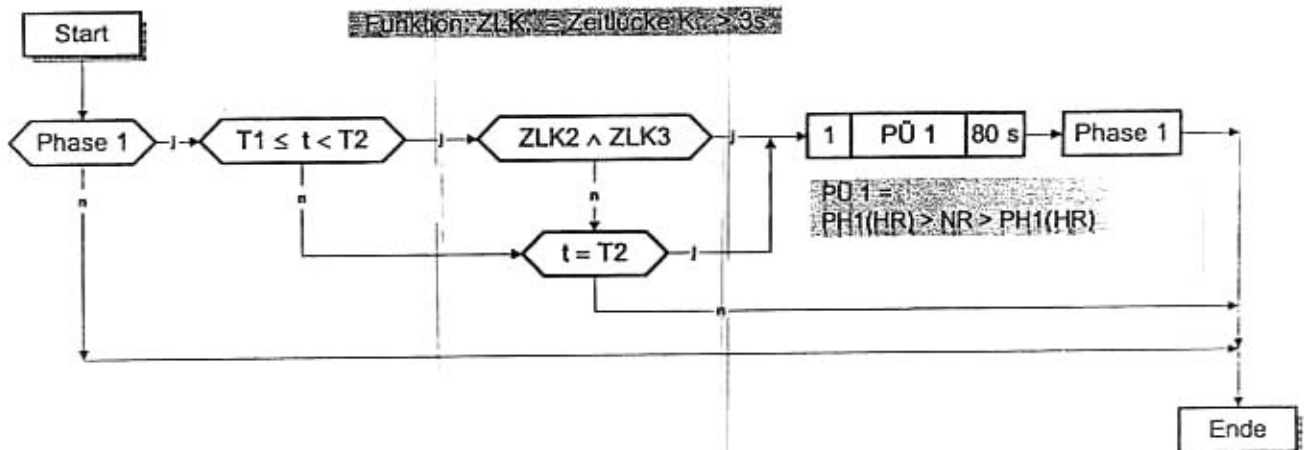 Start
Funktion: ZLK.. = Zeitlücke K.. > 3s
Phase 1
j
T1 ≤ t < T2
j
ZLK2 ∧ ZLK3
j
1 PÜ 1 80 s
Phase 1
n
n
n
PÜ 1 =
PH1(HR) > NR > PH1(HR)
t = T2
j
n
Ende